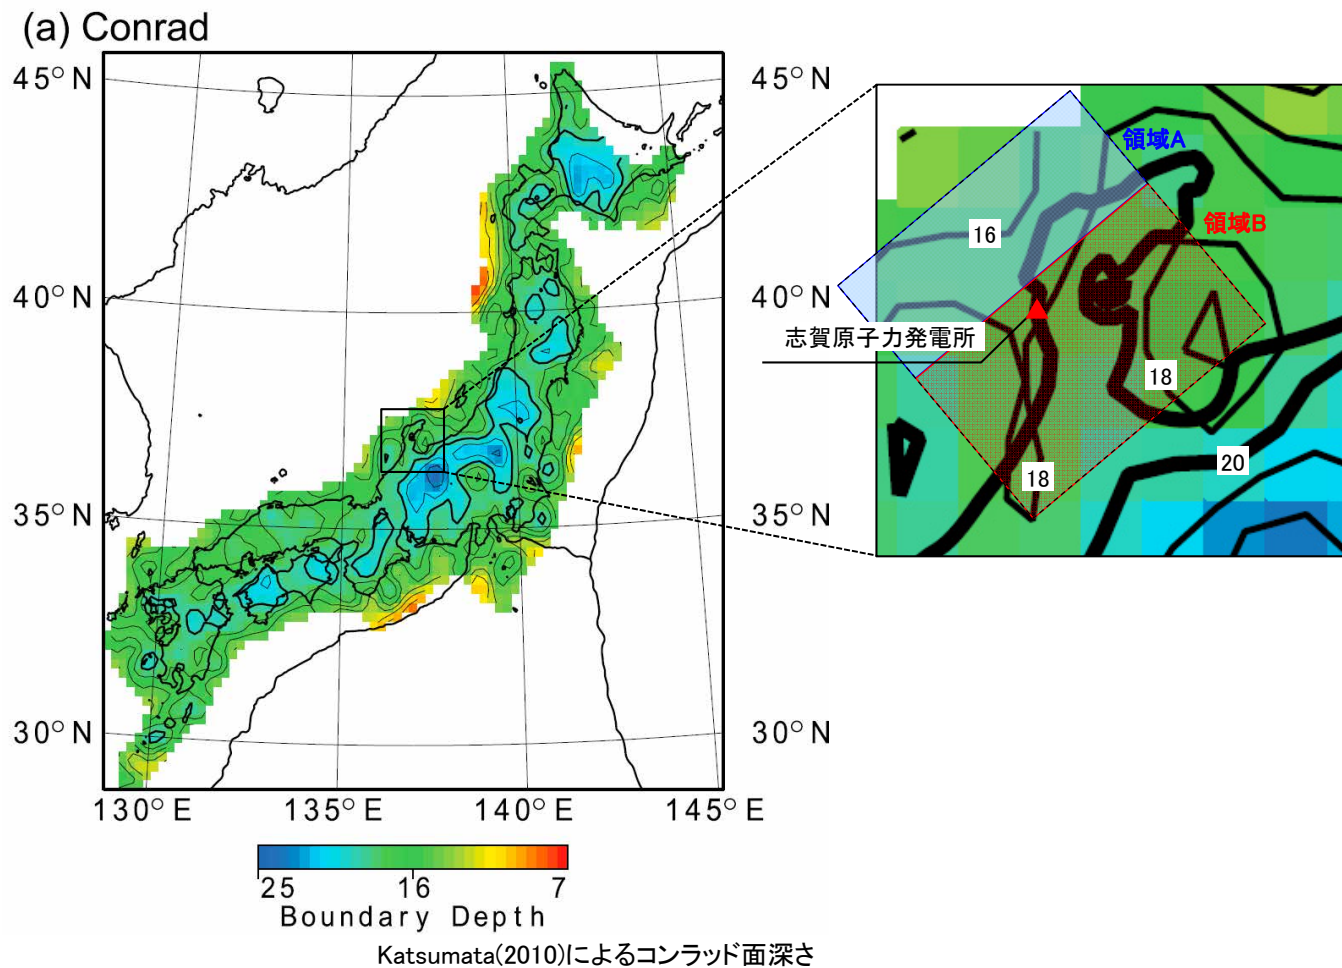 (a) Conrad
45° N
40° N
35° N
30° N
130° E
135° E
140° E
145° E
45° N
40° N
35° N
30° N
領域A
領域B
16
志賀原子力発電所
18
18
20
25
16
7
Boundary Depth
Katsumata(2010)によるコンラッド面深さ